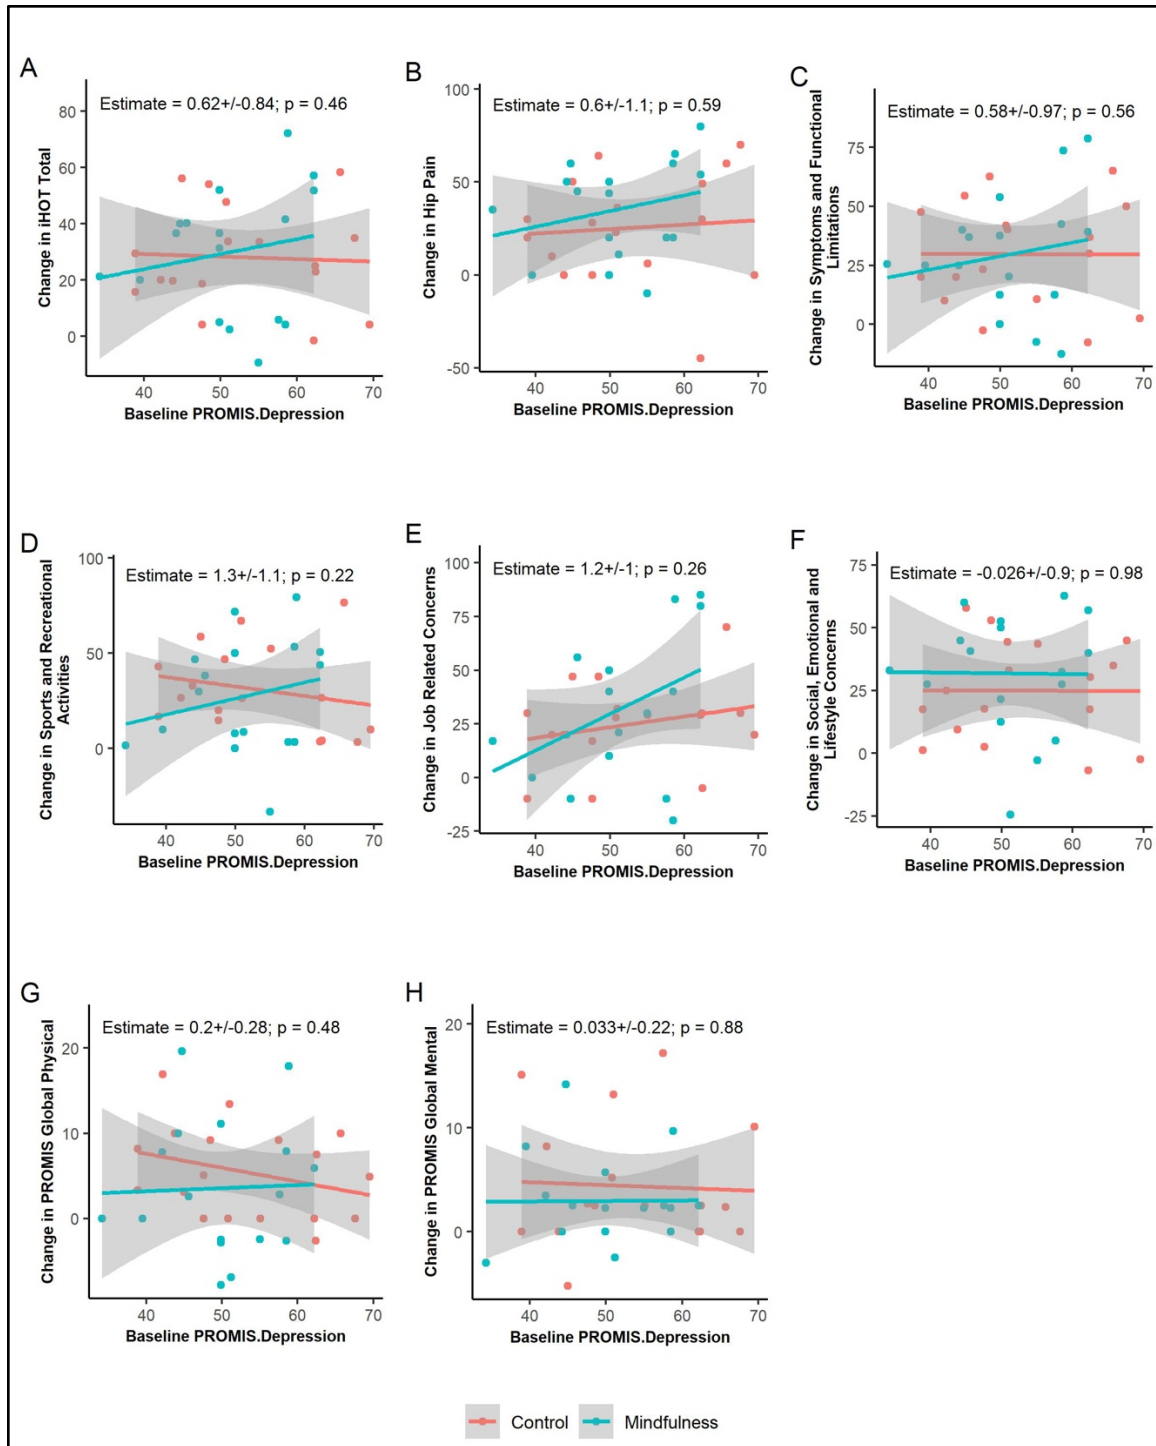 A
Estimate = 0.62+/-0.84; p = 0.46
Change in iHOT Total
80
60
40
20
0
40 50 60 70
Baseline PROMIS.Depression
B
Estimate = 0.6+/-1.1; p = 0.59
Change in Hip Pain
100
50
0
-50
40 50 60 70
Baseline PROMIS.Depression
C
Estimate = 0.58+/-0.97; p = 0.56
Change in Symptoms and Functional
Limitations
75
50
25
0
40 50 60 70
Baseline PROMIS.Depression
D
Estimate = 1.3+/-1.1; p = 0.22
Change in Sports and Recreational
Activities
100
50
0
40 50 60 70
Baseline PROMIS.Depression
E
Estimate = 1.2+/-1; p = 0.26
Change in Job Related Concerns
100
75
50
25
0
-25
40 50 60 70
Baseline PROMIS.Depression
F
Estimate = -0.026+/-0.9; p = 0.98
Change in Social, Emotional and
Lifestyle Concerns
75
50
25
0
-25
40 50 60 70
Baseline PROMIS.Depression
G
Estimate = 0.2+/-0.28; p = 0.48
Change in PROMIS Global Physical
20
10
0
40 50 60 70
Baseline PROMIS.Depression
H
Estimate = 0.033+/-0.22; p = 0.88
Change in PROMIS Global Mental
20
10
0
40 50 60 70
Baseline PROMIS.Depression
Control Mindfulness